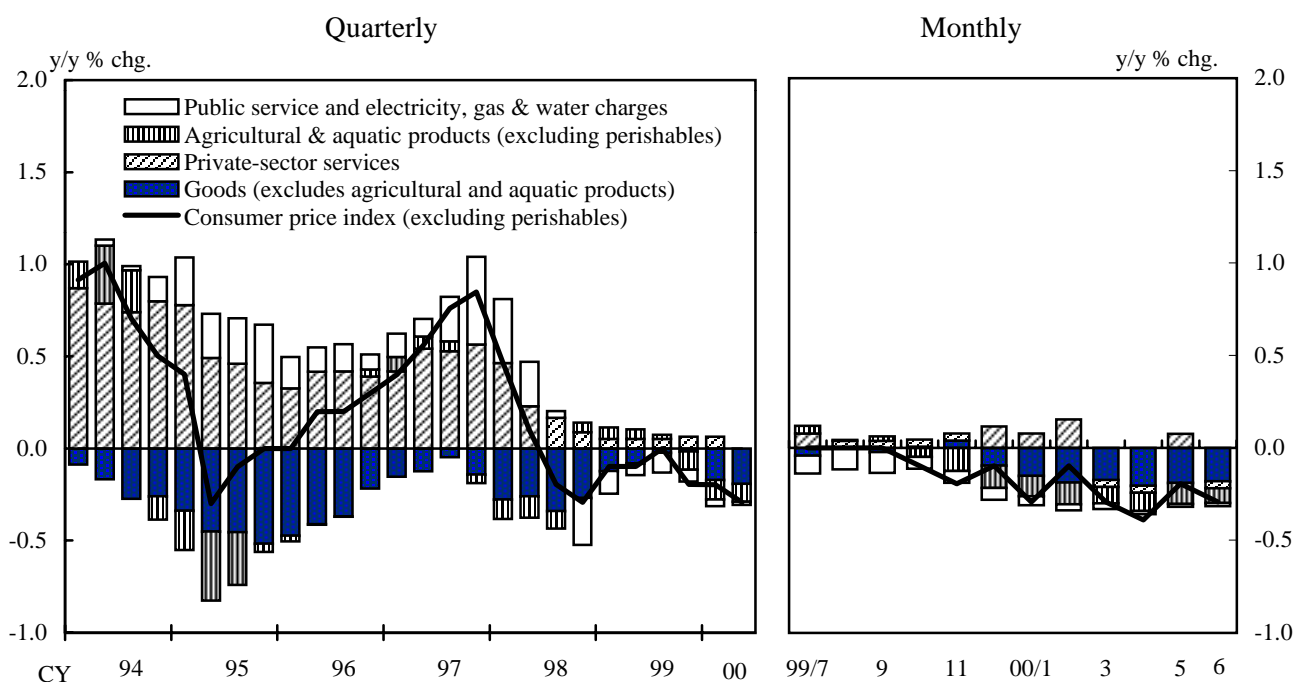 Quarterly
Monthly
y/y % chg.
y/y % chg.
2.0
1.5
1.0
0.5
0.0
-0.5
-1.0
Public service and electricity, gas & water charges
Agricultural & aquatic products (excluding perishables)
Private-sector services
Goods (excludes agricultural and aquatic products)
Consumer price index (excluding perishables)
2.0
1.5
1.0
0.5
0.0
-0.5
-1.0
CY 94 95 96 97 98 99 00
99/7 9 11 00/1 3 5 6